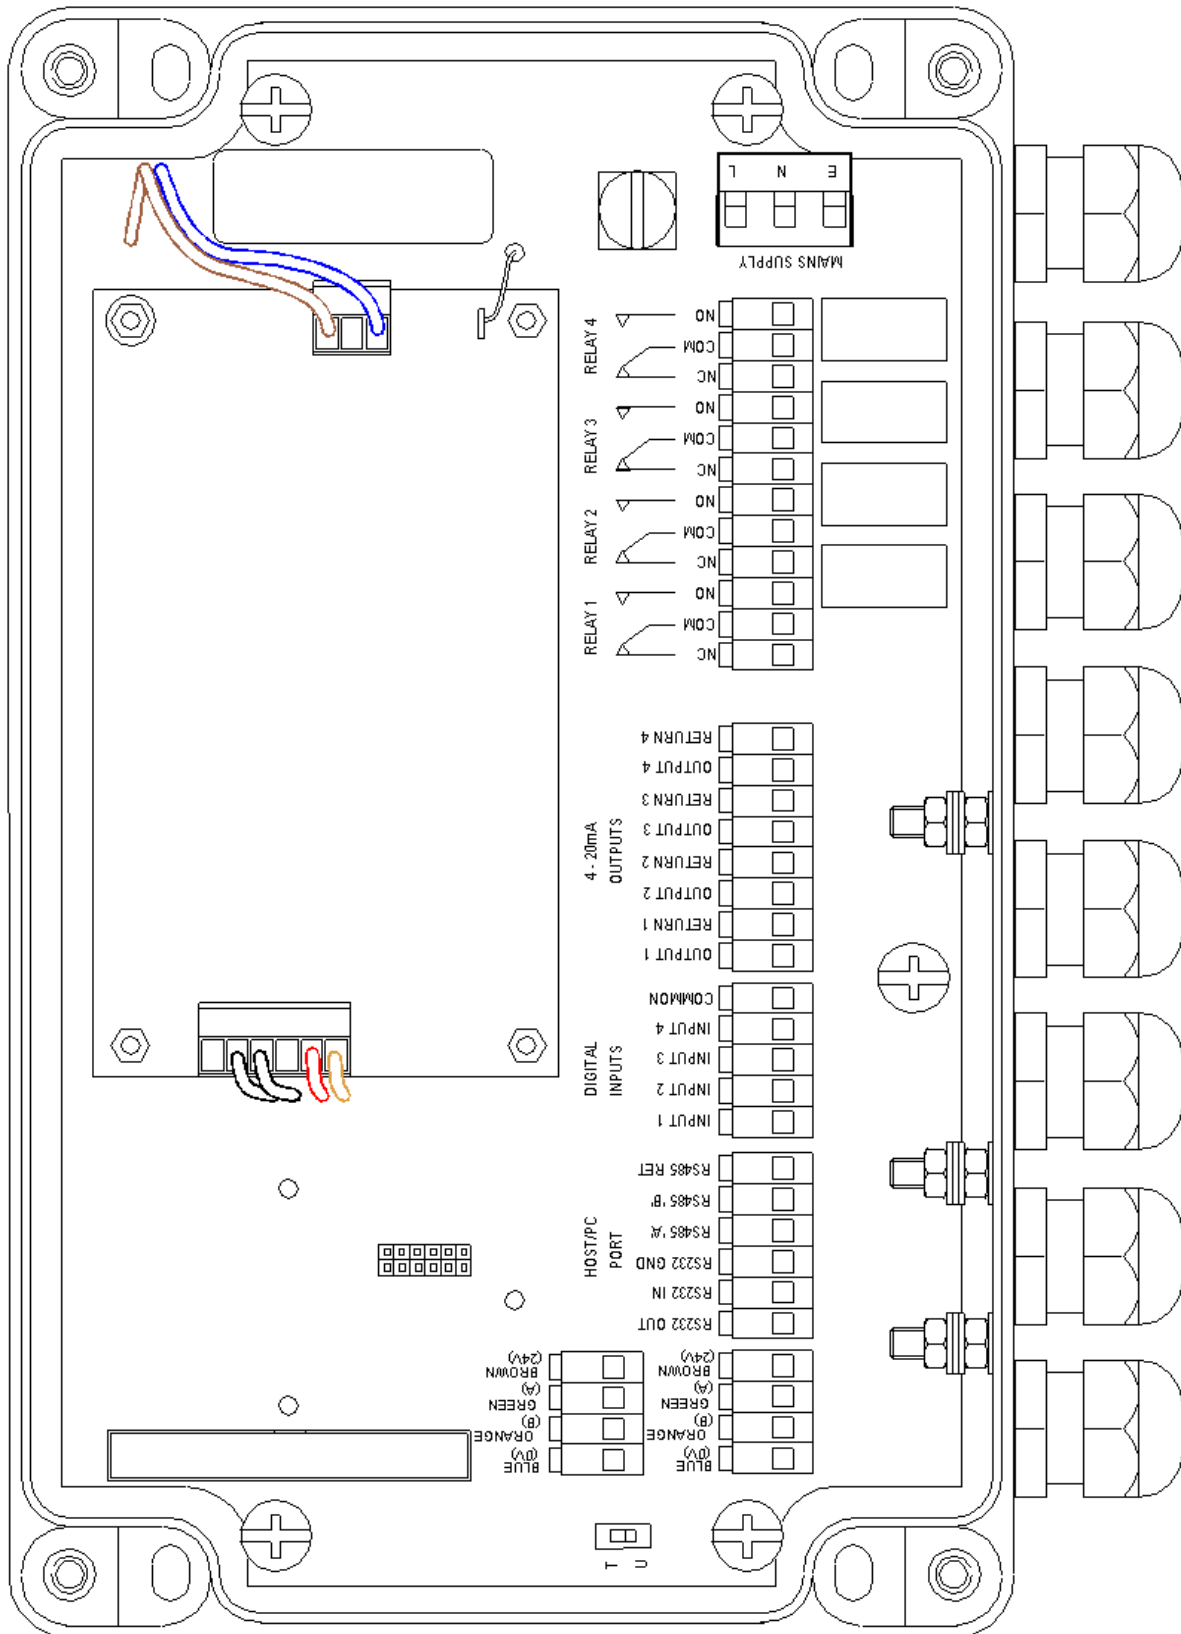 L N E
MAINS SUPPLY
RELAY 4
NO
COM
NC
RELAY 3
NO
COM
NC
RELAY 2
NO
COM
NC
RELAY 1
NO
COM
NC
4 - 20mA
OUTPUTS
RETURN 4
OUTPUT 4
RETURN 3
OUTPUT 3
RETURN 2
OUTPUT 2
RETURN 1
OUTPUT 1
DIGITAL
INPUTS
COMMON
INPUT 4
INPUT 3
INPUT 2
INPUT 1
HOST/PC
PORT
RS485 RET
RS485 'B'
RS485 'A'
RS232 GND
RS232 IN
RS232 OUT
BROWN
(24V)
GREEN
(A)
ORANGE
(B)
BLUE
(0V)
BROWN
(24V)
GREEN
(A)
ORANGE
(B)
BLUE
(0V)
T
U